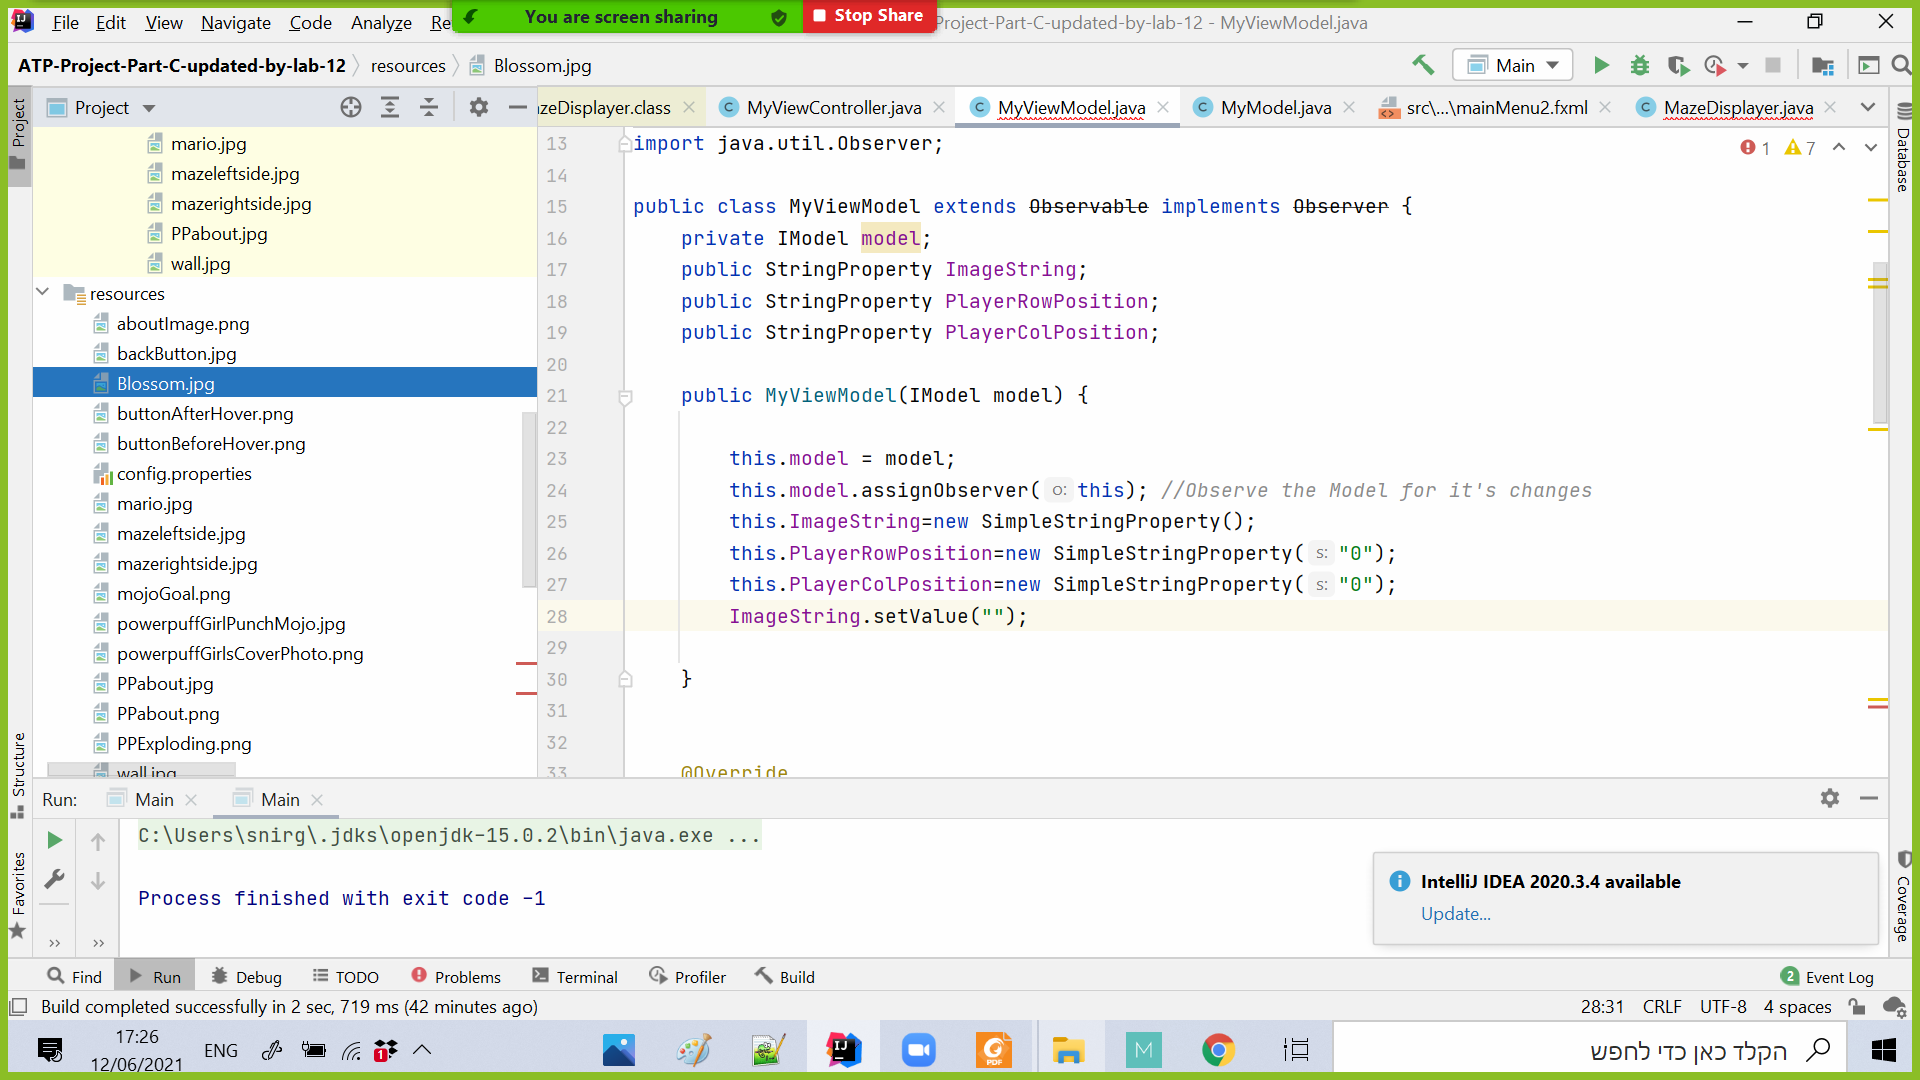 You are screen sharing
Stop Share
File Edit View Navigate Code Analyze Re
Project-Part-C-updated-by-lab-12 - MyViewModel.java
ATP-Project-Part-C-updated-by-lab-12 resources Blossom.jpg
Main
Project
azeDisplayer.class MyViewController.java MyViewModel.java MyModel.java src\...\mainMenu2.fxml MazeDisplayer.java
Project
Structure
Favorites
Database
Coverage
mario.jpg
mazeleftside.jpg
mazerightside.jpg
PPabout.jpg
wall.jpg
resources
aboutImage.png
backButton.jpg
Blossom.jpg
buttonAfterHover.png
buttonBeforeHover.png
config.properties
mario.jpg
mazeleftside.jpg
mazerightside.jpg
mojoGoal.png
powerpuffGirlPunchMojo.jpg
powerpuffGirlsCoverPhoto.png
PPabout.jpg
PPabout.png
PPExploding.png
wall.jpg
1 7
13 import java.util.Observer;
14
15 public class MyViewModel extends Observable implements Observer {
16 private IModel model;
17 public StringProperty ImageString;
18 public StringProperty PlayerRowPosition;
19 public StringProperty PlayerColPosition;
20
21 public MyViewModel(IModel model) {
22
23 this.model = model;
24 this.model.assignObserver( o: this); //Observe the Model for it's changes
25 this.ImageString=new SimpleStringProperty();
26 this.PlayerRowPosition=new SimpleStringProperty( s: "0");
27 this.PlayerColPosition=new SimpleStringProperty( s: "0");
28 ImageString.setValue("");
29
30 }
31
32
33 @Override
Run: Main Main
C:\Users\snirg\.jdks\openjdk-15.0.2\bin\java.exe ...
Process finished with exit code -1
IntelliJ IDEA 2020.3.4 available
Update...
Find Run Debug TODO Problems Terminal Profiler Build
2 Event Log
Build completed successfully in 2 sec, 719 ms (42 minutes ago)
28:31 CRLF UTF-8 4 spaces
17:26
12/06/2021
ENG
1
IJ
PDF
M
הקלד כאן כדי לחפש